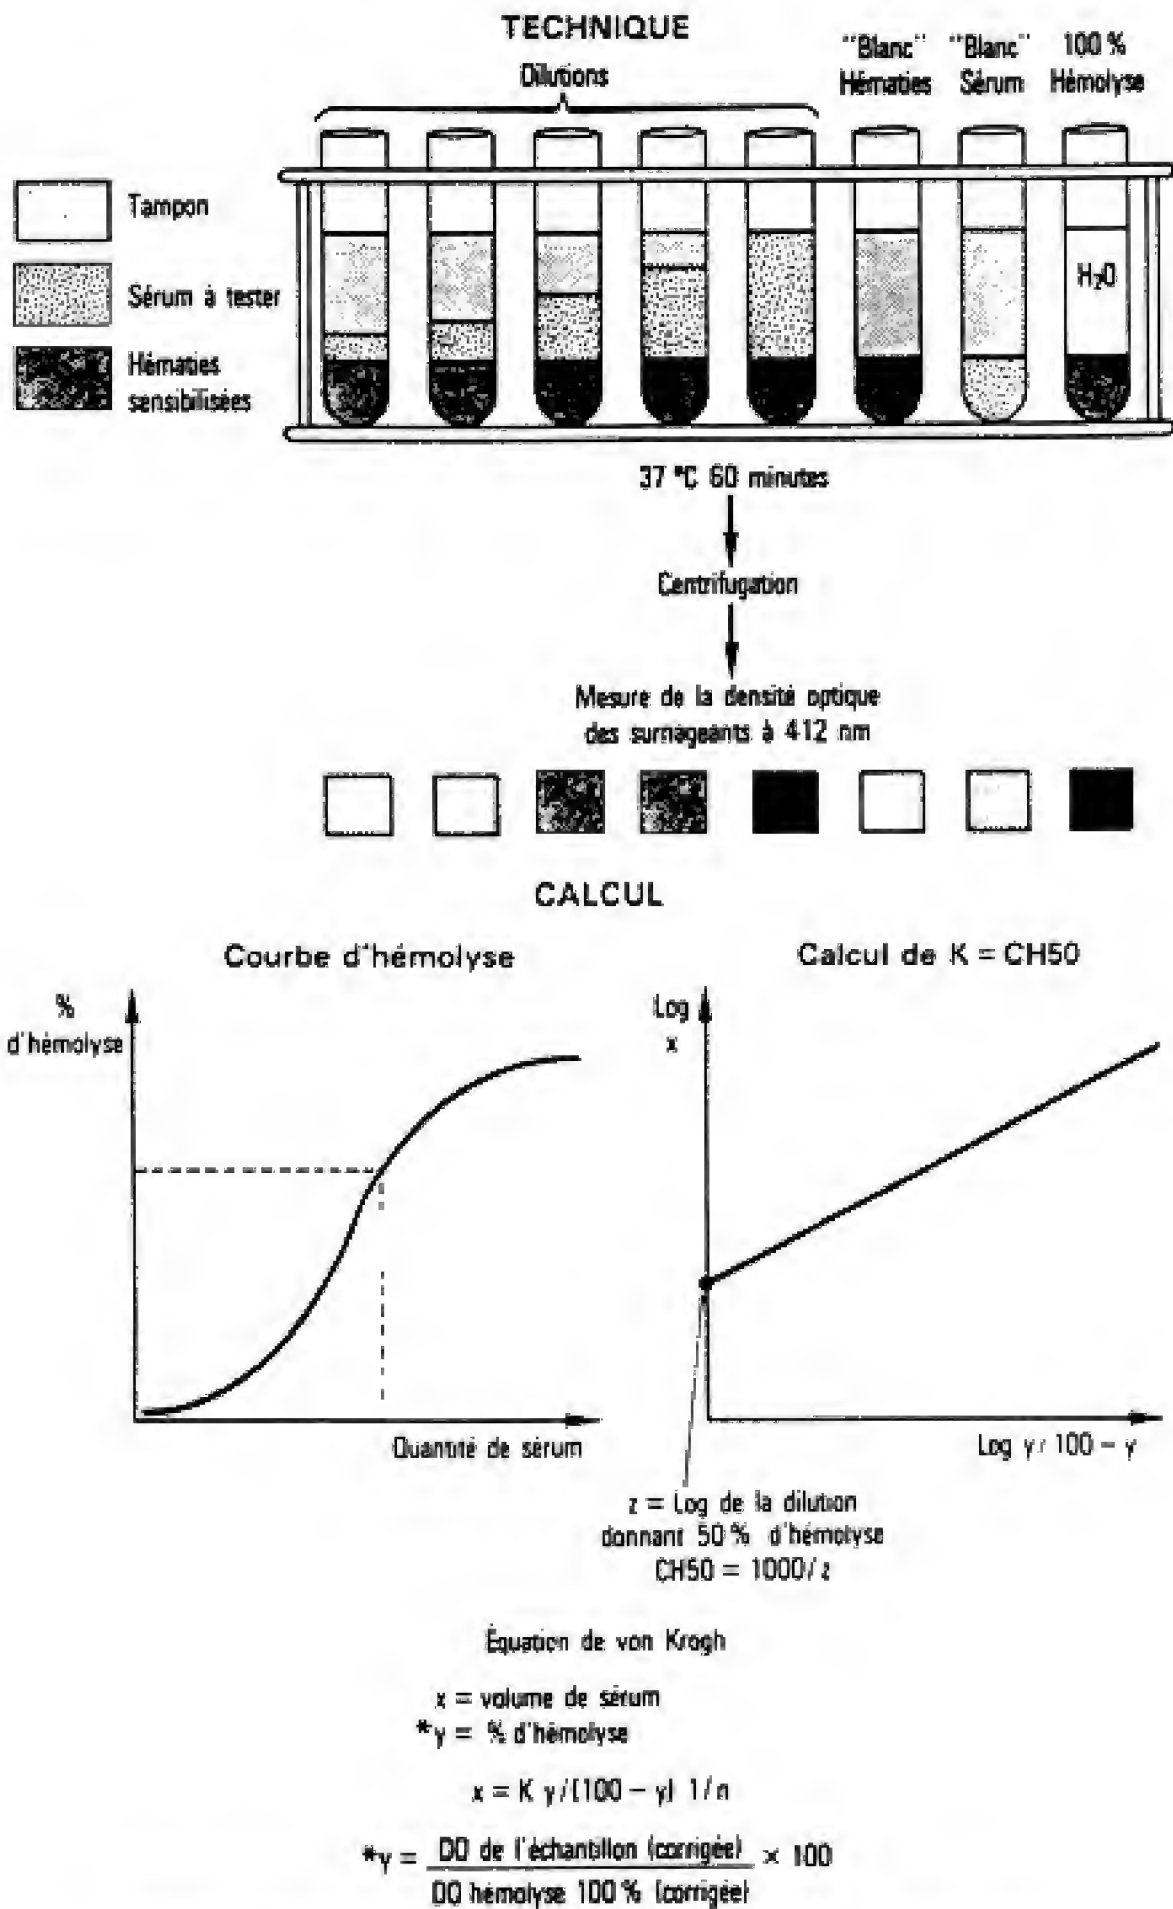 TECHNIQUE
Dilutions
"Blanc" Hématies
"Blanc" Sérum
100 % Hémolyse
Tampon
Sérum à tester
Hématies
sensibilisées
H₂O
37 °C 60 minutes
Centrifugation
Mesure de la densité optique
des surnageants à 412 nm
CALCUL
Courbe d'hémolyse
%
d'hémolyse
Quantité de sérum
Calcul de K = CH50
Log
x
Log y/ 100 – y
z = Log de la dilution
donnant 50 % d'hémolyse
CH50 = 1000/z
Équation de von Krogh
x = volume de sérum
*y = % d'hémolyse
x = K y/(100 – y) 1/n
*y = DO de l'échantillon (corrigée) × 100
DO hémolyse 100 % (corrigée)